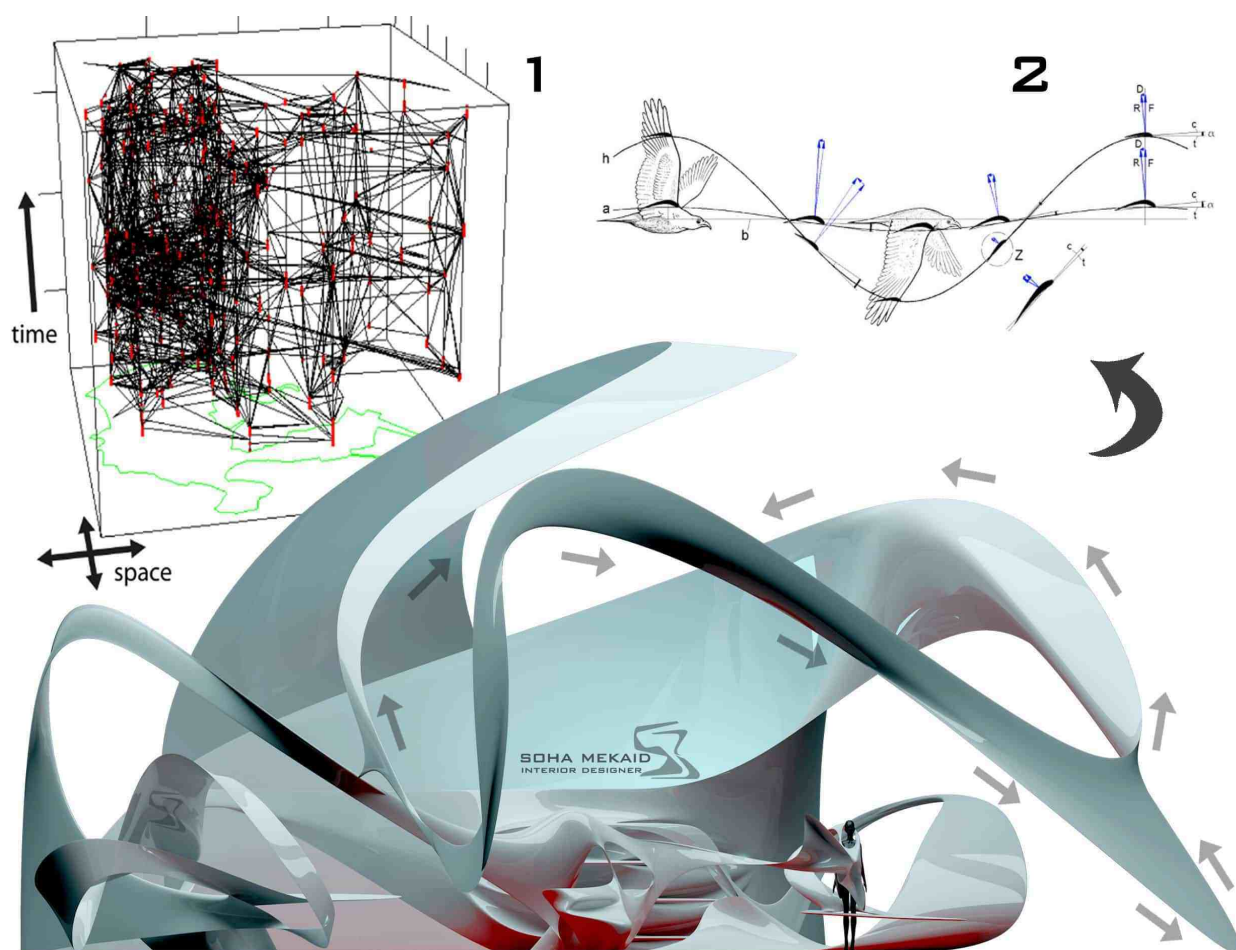 1
2
time
space
h
a
b
D
R F
c
α
t
D
R F
c
α
t
f
Z
c
t
SOHA MEKAID
INTERIOR DESIGNER